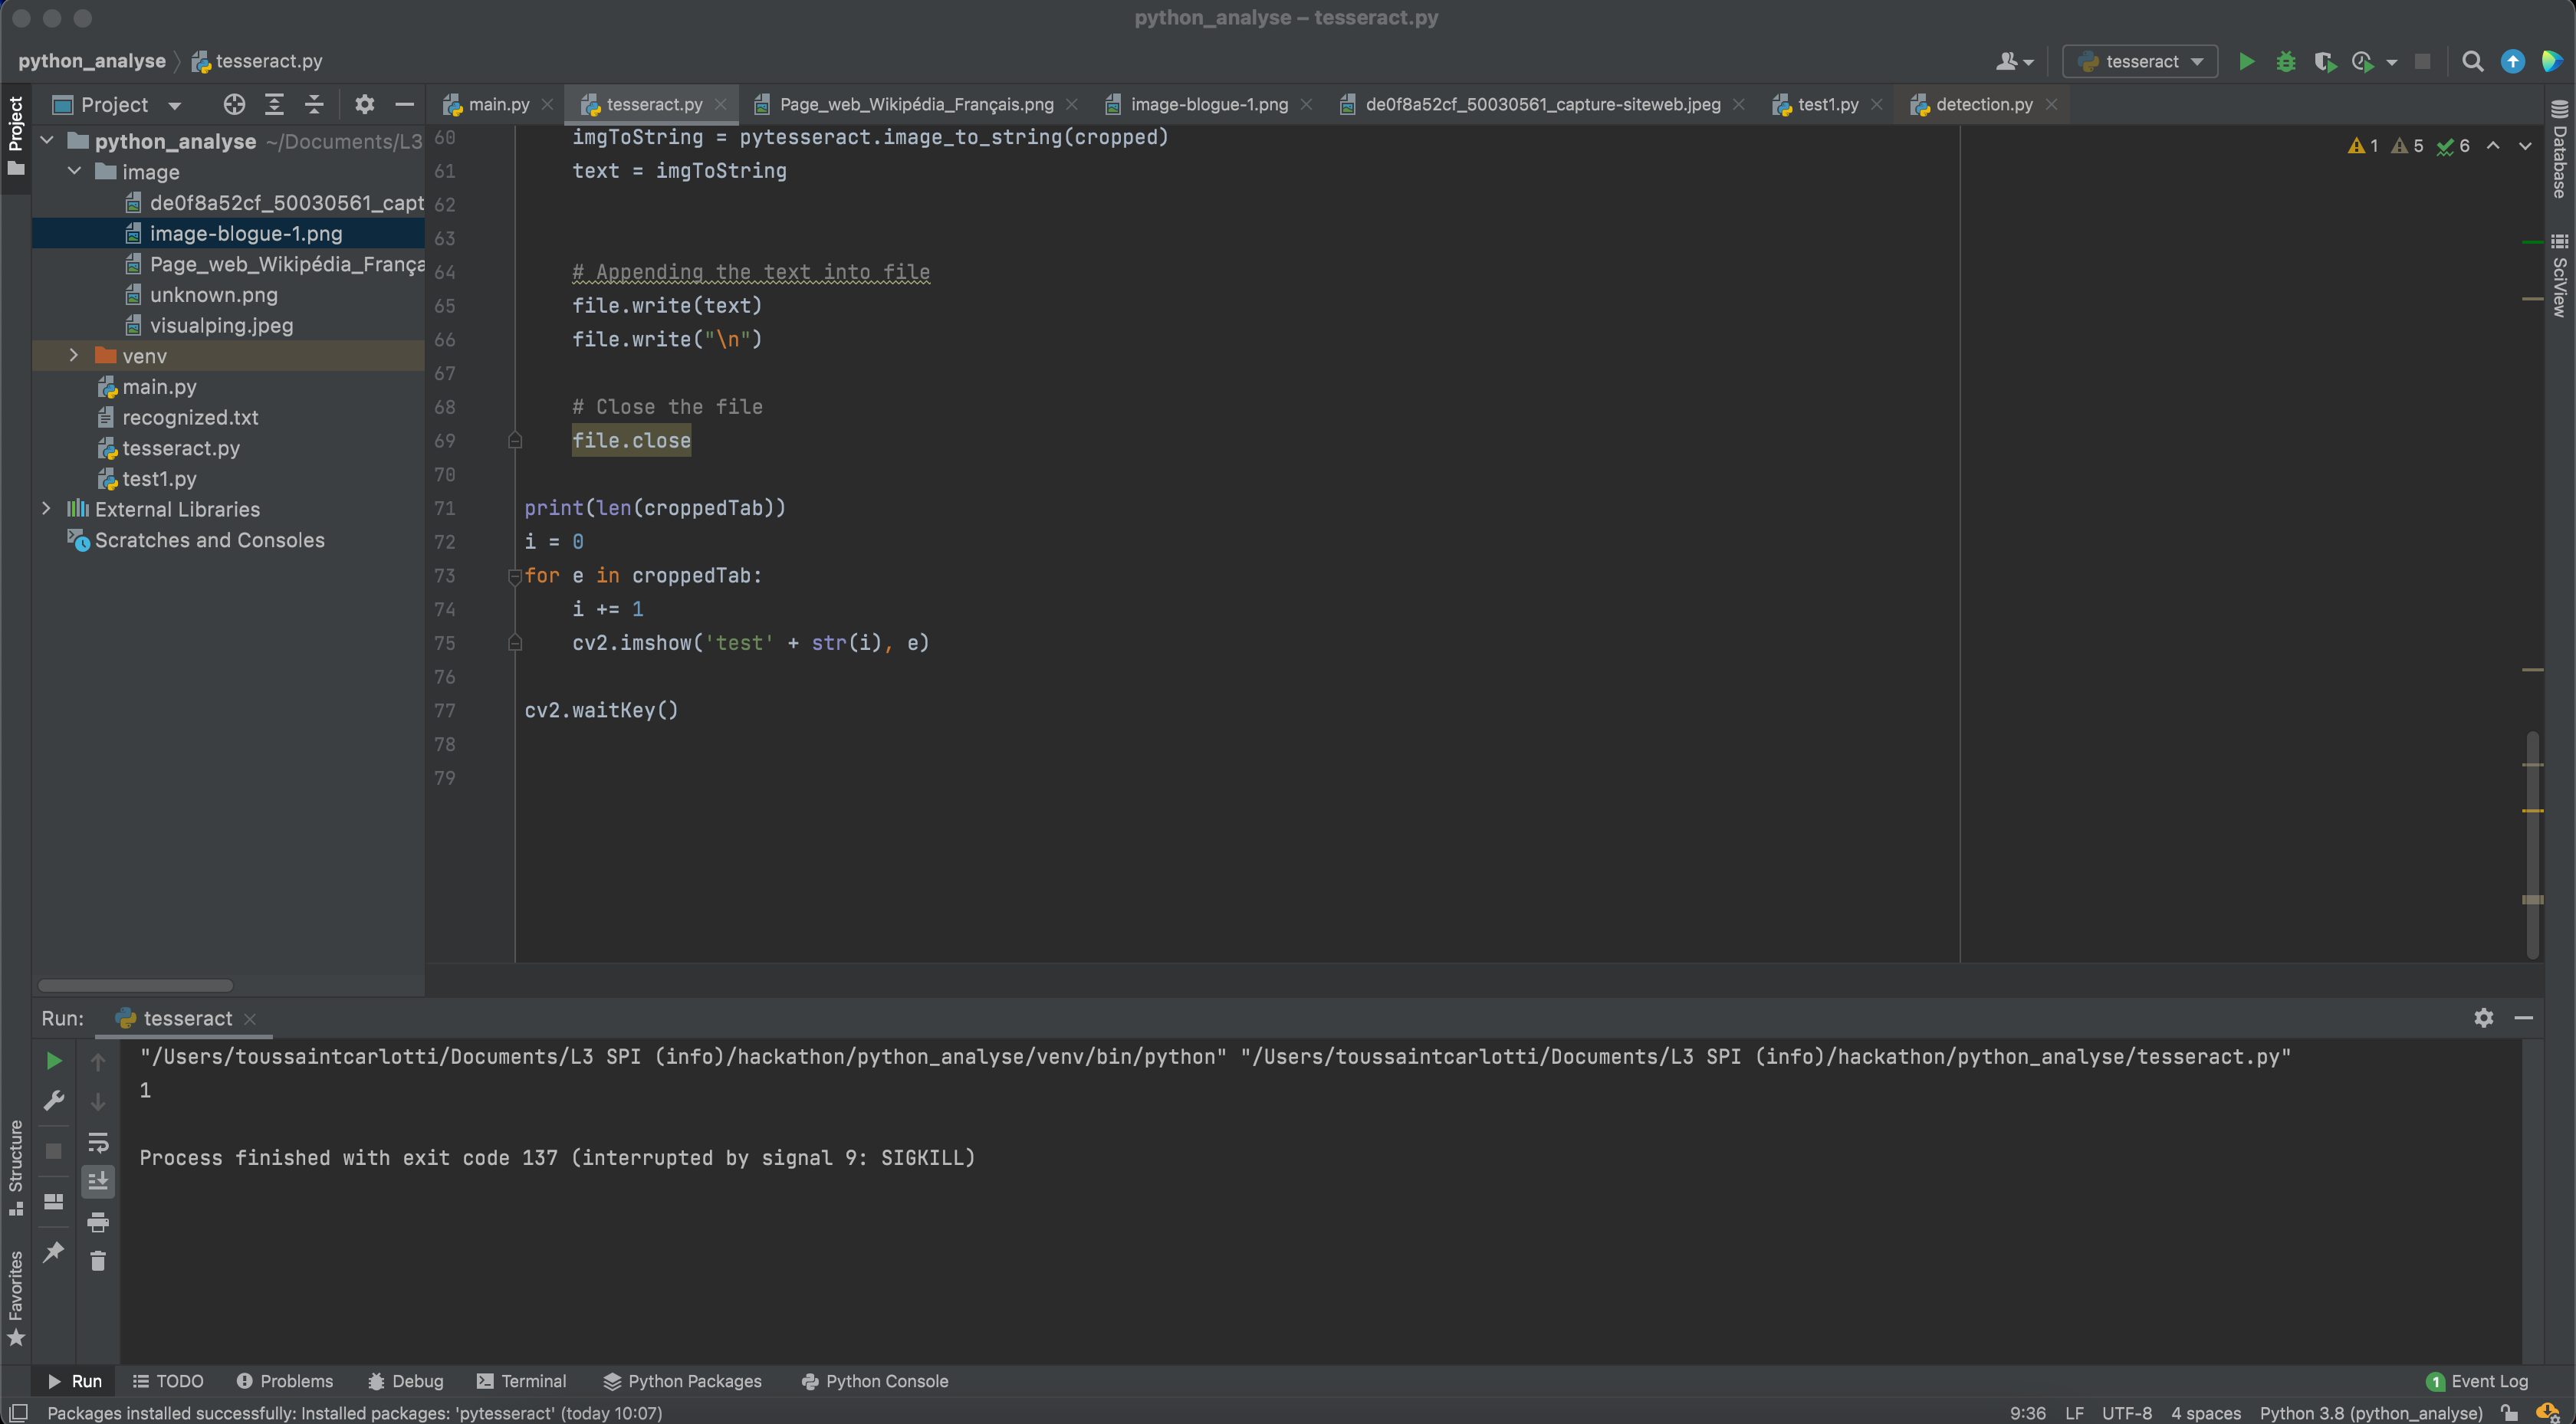 python_analyse – tesseract.py
python_analyse
tesseract.py
tesseract
Project
main.py
tesseract.py
Page_web_Wikipédia_Français.png
image-blogue-1.png
de0f8a52cf_50030561_capture-siteweb.jpeg
test1.py
detection.py
Project
python_analyse ~/Documents/L3
image
de0f8a52cf_50030561_capt
image-blogue-1.png
Page_web_Wikipédia_França
unknown.png
visualping.jpeg
venv
main.py
recognized.txt
tesseract.py
test1.py
External Libraries
Scratches and Consoles
60 imgToString = pytesseract.image_to_string(cropped)
61 text = imgToString
62
63
64 # Appending the text into file
65 file.write(text)
66 file.write("\n")
67
68 # Close the file
69 file.close
70
71 print(len(croppedTab))
72 i = 0
73 for e in croppedTab:
74 i += 1
75 cv2.imshow('test' + str(i), e)
76
77 cv2.waitKey()
78
79
1 5 6
Database
SciView
Run: tesseract
"/Users/toussaintcarlotti/Documents/L3 SPI (info)/hackathon/python_analyse/venv/bin/python" "/Users/toussaintcarlotti/Documents/L3 SPI (info)/hackathon/python_analyse/tesseract.py"
1
Process finished with exit code 137 (interrupted by signal 9: SIGKILL)
Structure
Favorites
Run
TODO
Problems
Debug
Terminal
Python Packages
Python Console
1 Event Log
Packages installed successfully: Installed packages: 'pytesseract' (today 10:07)
9:36 LF UTF-8 4 spaces Python 3.8 (python_analyse)